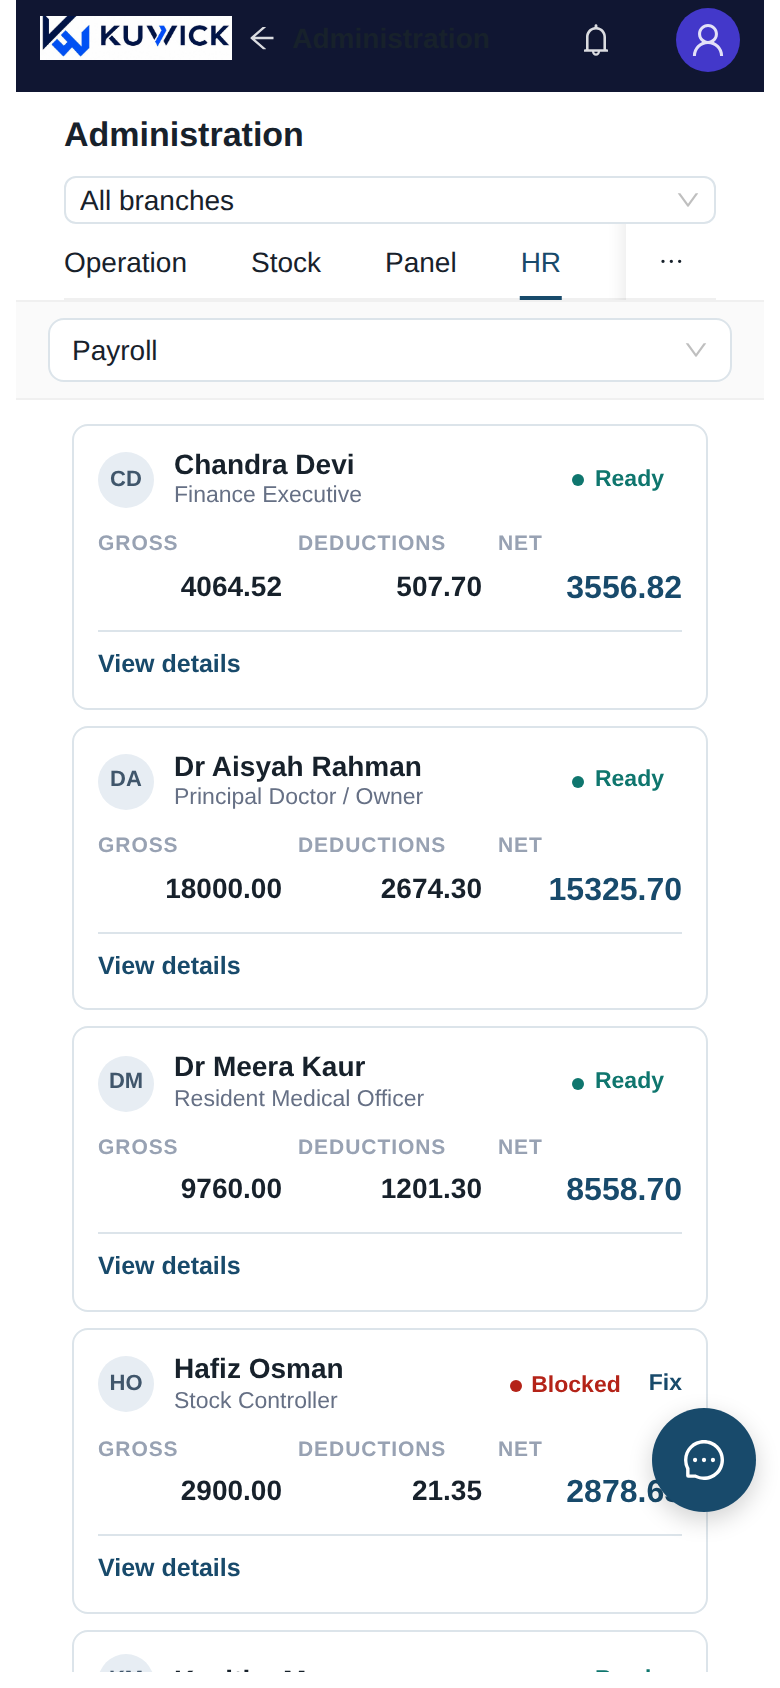 KUWICK
Administration
Administration
All branches
Operation Stock Panel HR ...
Payroll
CD Chandra Devi
Finance Executive
Ready
GROSS DEDUCTIONS NET
4064.52 507.70 3556.82
View details
DA Dr Aisyah Rahman
Principal Doctor / Owner
Ready
GROSS DEDUCTIONS NET
18000.00 2674.30 15325.70
View details
DM Dr Meera Kaur
Resident Medical Officer
Ready
GROSS DEDUCTIONS NET
9760.00 1201.30 8558.70
View details
HO Hafiz Osman
Stock Controller
Blocked Fix
GROSS DEDUCTIONS NET
2900.00 21.35
View details